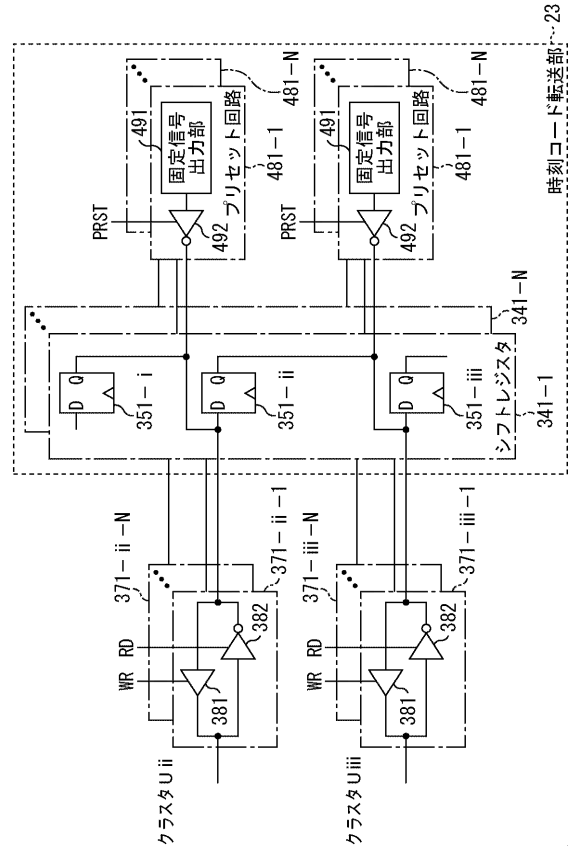 時刻コード転送部
23
481-N
481-1
プリセット回路
491
固定信号
出力部
PRST
492
481-N
481-1
プリセット回路
491
固定信号
出力部
PRST
492
341-N
341-1
シフトレジスタ
D Q
351-i
D Q
351-ii
D Q
351-iii
371-ii-N
371-ii-1
WR
RD
381
382
クラスタUii
371-iii-N
371-iii-1
WR
RD
381
382
クラスタUiii